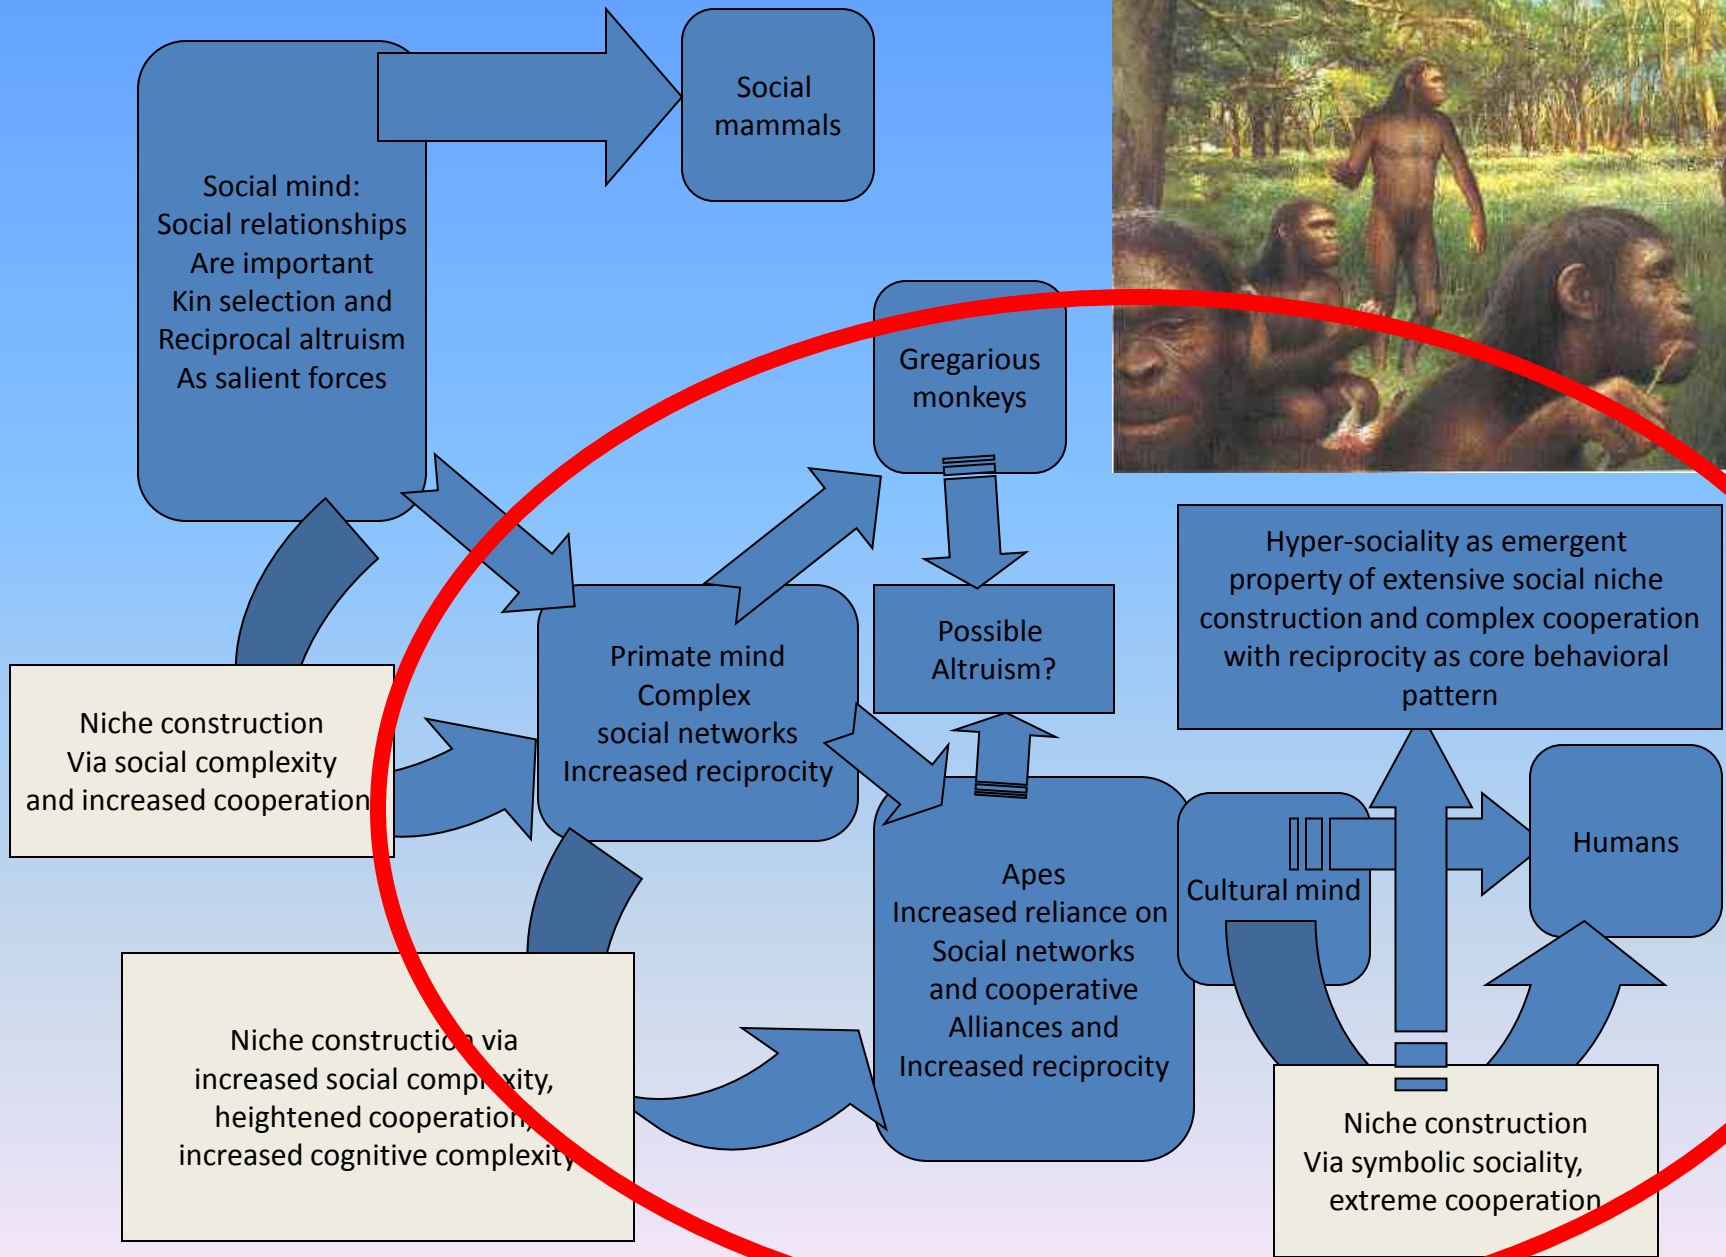 Social
mammals
Social mind:
Social relationships
Are important
Kin selection and
Reciprocal altruism
As salient forces
Gregarious
monkeys
Hyper-sociality as emergent
property of extensive social niche
construction and complex cooperation
with reciprocity as core behavioral
pattern
Possible
Altruism?
Primate mind
Complex
social networks
Increased reciprocity
Niche construction
Via social complexity
and increased cooperation
Humans
Cultural mind
Apes
Increased reliance on
Social networks
and cooperative
Alliances and
Increased reciprocity
Niche construction via
increased social complexity,
heightened cooperation,
increased cognitive complexity
Niche construction
Via symbolic sociality,
extreme cooperation